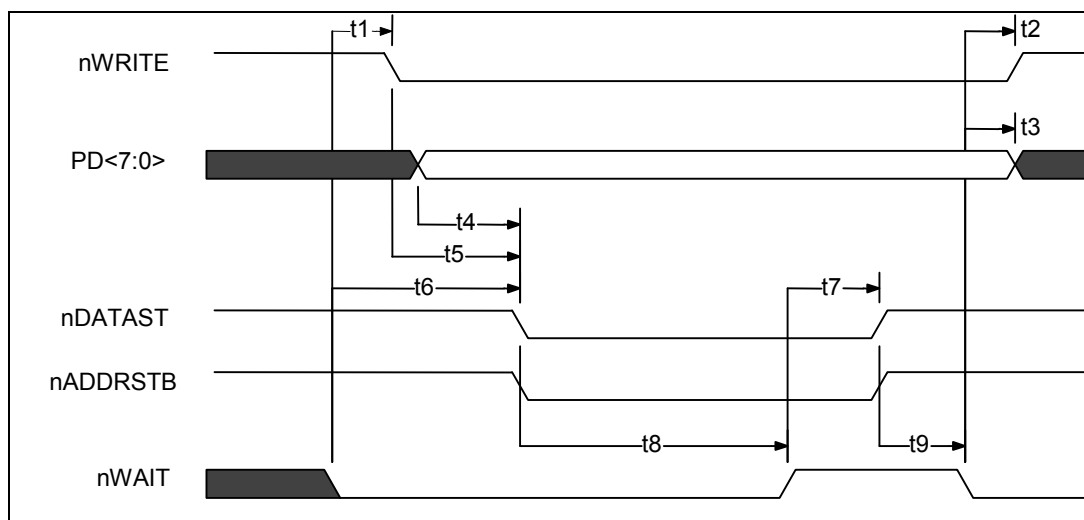 t1
t2
nWRITE
t3
PD<7:0>
t4
t5
t6
t7
nDATAST
nADDRSTB
t8
t9
nWAIT